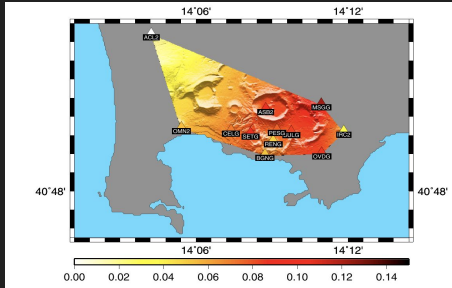 14°06' 14°12'
ACL2
MSGG
ASB2
OMN2 CELG SETG PESG IRC2
RENG
BGNG OVDG
40°48' 40°48'
14°06' 14°12'
0.00 0.02 0.04 0.06 0.08 0.10 0.12 0.14